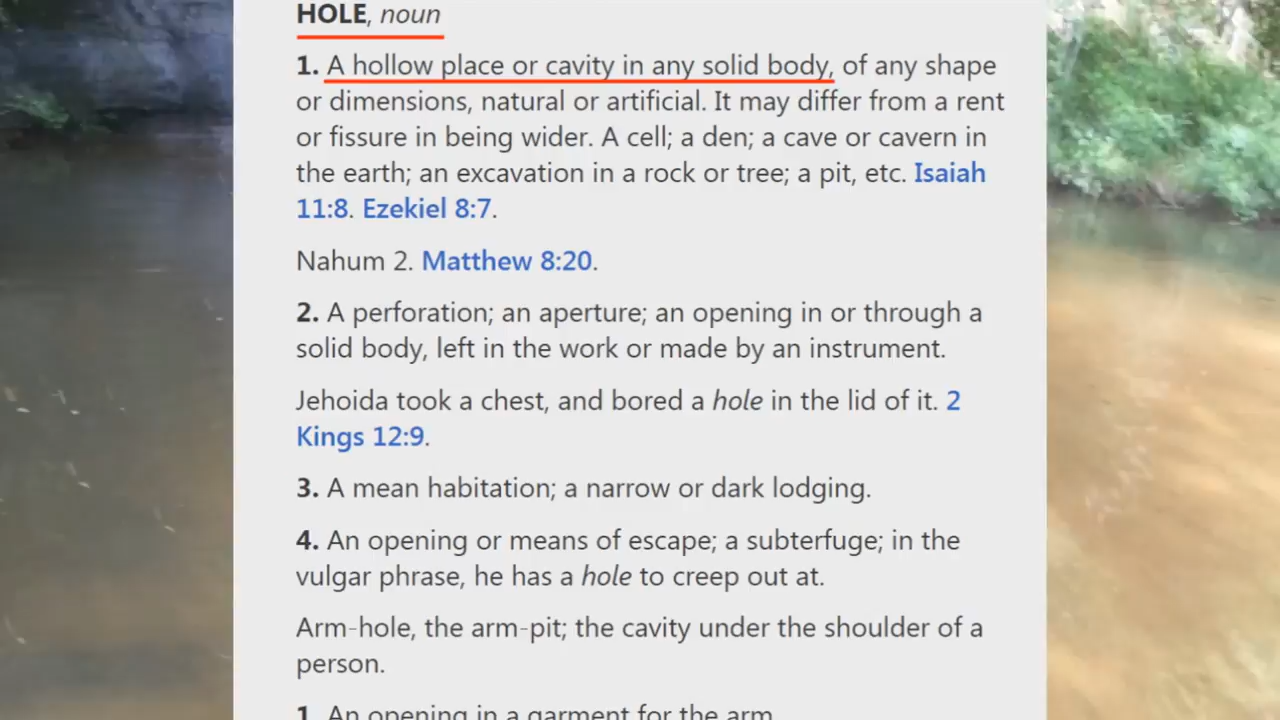 HOLE, noun
1. A hollow place or cavity in any solid body, of any shape
or dimensions, natural or artificial. It may differ from a rent
or fissure in being wider. A cell; a den; a cave or cavern in
the earth; an excavation in a rock or tree; a pit, etc. Isaiah
11:8. Ezekiel 8:7.
Nahum 2. Matthew 8:20.
2. A perforation; an aperture; an opening in or through a
solid body, left in the work or made by an instrument.
Jehoida took a chest, and bored a hole in the lid of it. 2
Kings 12:9.
3. A mean habitation; a narrow or dark lodging.
4. An opening or means of escape; a subterfuge; in the
vulgar phrase, he has a hole to creep out at.
Arm-hole, the arm-pit; the cavity under the shoulder of a
person.
1. An opening in a garment for the arm.